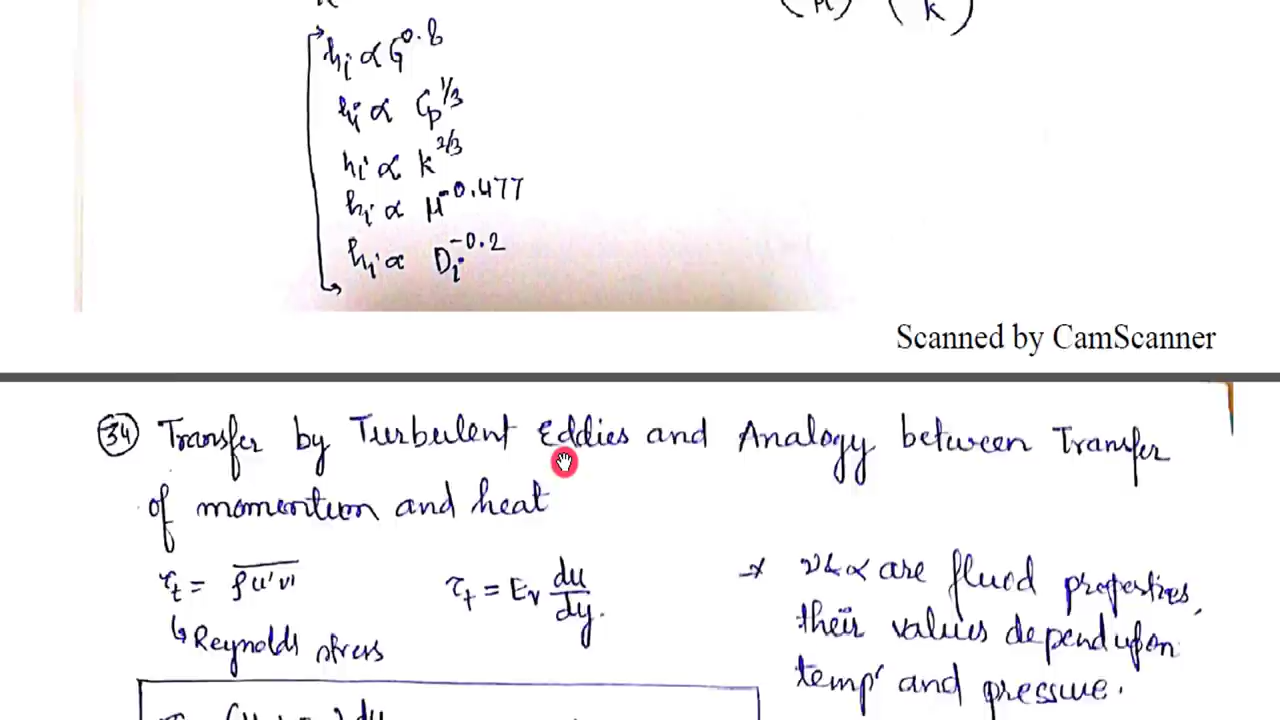 (μ) (k)
hi ∝ G^0.8
hi ∝ Cp^1/3
hi ∝ k^2/3
hi ∝ μ^-0.477
hi ∝ Di^-0.2
Scanned by CamScanner
34 Transfer by Turbulent Eddies and Analogy between Transfer
of momentum and heat
τt = ρu'v' τt = Eν du/dy.
↳ Reynolds stress
→ ν & α are fluid properties,
their values depend upon
temp^r and pressure.